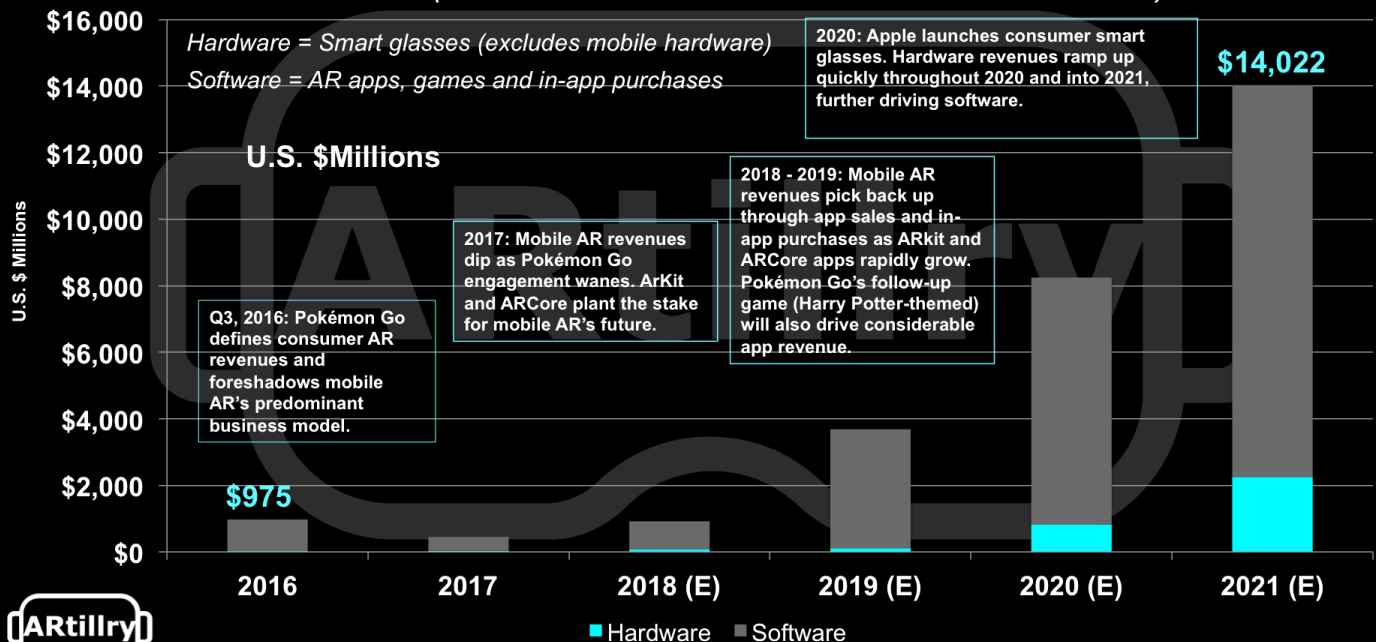 $16,000
$14,000
$12,000
$10,000
$8,000
$6,000
$4,000
$2,000
$0
U.S. $ Millions
Hardware = Smart glasses (excludes mobile hardware)
Software = AR apps, games and in-app purchases
U.S. $Millions
ARtillry
Q3, 2016: Pokémon Go
defines consumer AR
revenues and
foreshadows mobile
AR’s predominant
business model.
2017: Mobile AR revenues
dip as Pokémon Go
engagement wanes. ArKit
and ARCore plant the stake
for mobile AR’s future.
2018 - 2019: Mobile AR
revenues pick back up
through app sales and in-
app purchases as ARkit and
ARCore apps rapidly grow.
Pokémon Go’s follow-up
game (Harry Potter-themed)
will also drive considerable
app revenue.
2020: Apple launches consumer smart
glasses. Hardware revenues ramp up
quickly throughout 2020 and into 2021,
further driving software.
$975
$14,022
2016
2017
2018 (E)
2019 (E)
2020 (E)
2021 (E)
Hardware
Software
ARtillry